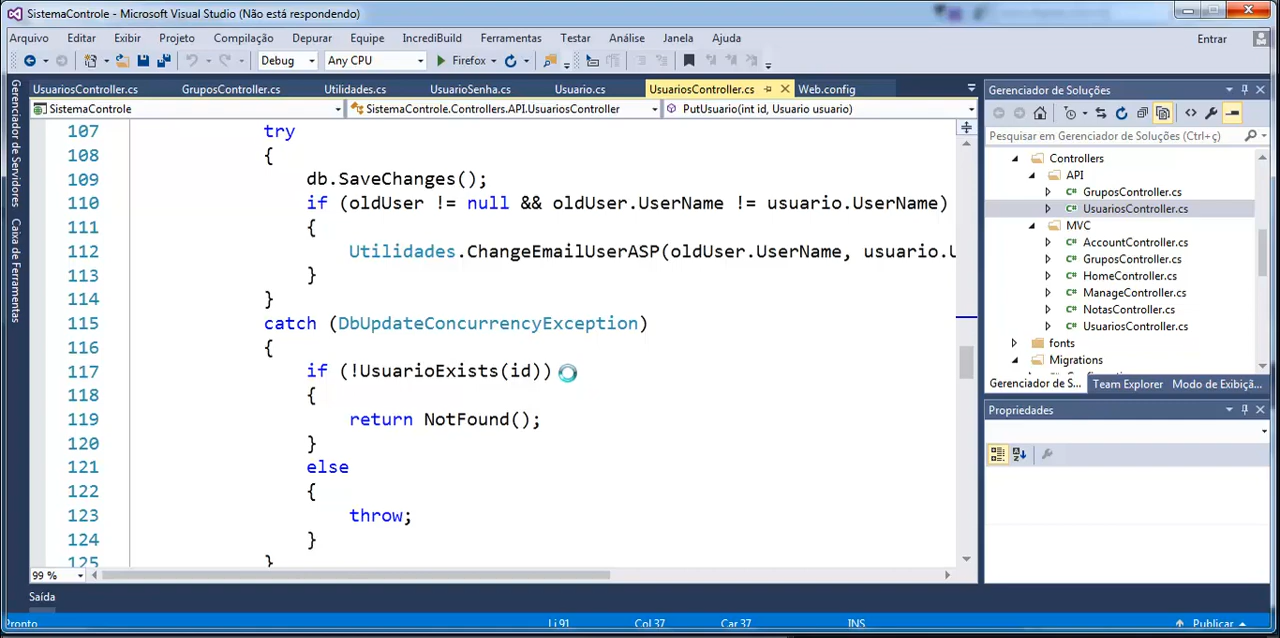 SistemaControle - Microsoft Visual Studio (Não está respondendo)
Arquivo Editar Exibir Projeto Compilação Depurar Equipe IncrediBuild Ferramentas Testar Análise Janela Ajuda Entrar
Debug Any CPU Firefox
UsuariosController.cs GruposController.cs Utilidades.cs UsuarioSenha.cs Usuario.cs UsuariosController.cs Web.config
SistemaControle SistemaControle.Controllers.API.UsuariosController PutUsuario(int id, Usuario usuario)
Gerenciador de Servidores
Caixa de Ferramentas
107 try
108 {
109 db.SaveChanges();
110 if (oldUser != null && oldUser.UserName != usuario.UserName)
111 {
112 Utilidades.ChangeEmailUserASP(oldUser.UserName, usuario.U
113 }
114 }
115 catch (DbUpdateConcurrencyException)
116 {
117 if (!UsuarioExists(id))
118 {
119 return NotFound();
120 }
121 else
122 {
123 throw;
124 }
125 }
99 %
Gerenciador de Soluções
Pesquisar em Gerenciador de Soluções (Ctrl+ç)
Controllers
API
C# GruposController.cs
C# UsuariosController.cs
MVC
C# AccountController.cs
C# GruposController.cs
C# HomeController.cs
C# ManageController.cs
C# NotasController.cs
C# UsuariosController.cs
fonts
Migrations
Gerenciador de S... Team Explorer Modo de Exibiçã...
Propriedades
Saída
Pronto Li 91 Col 37 Car 37 INS Publicar